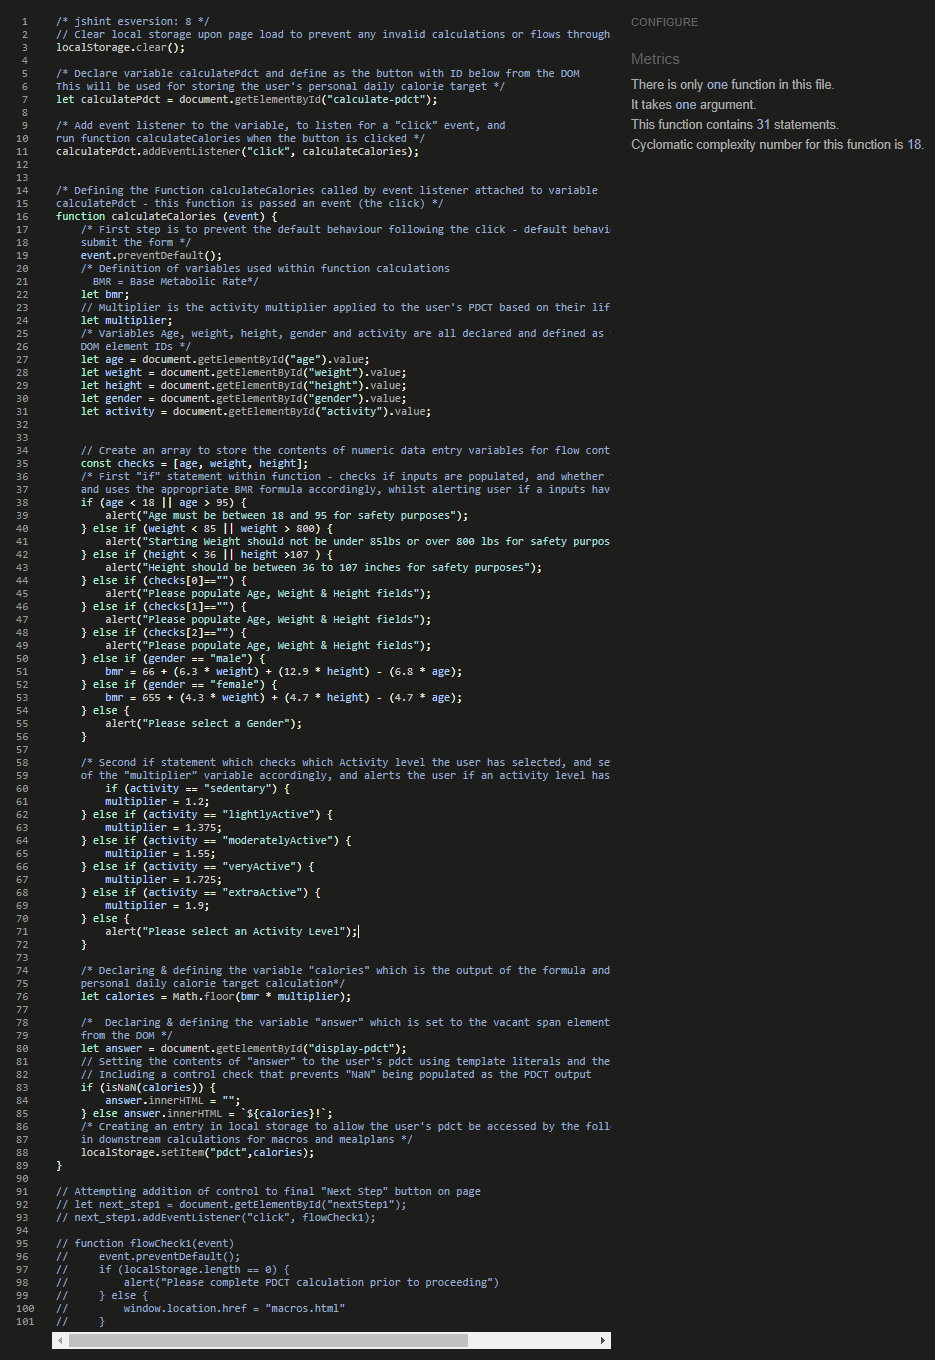 1 /* jshint esversion: 8 */
2 // Clear local storage upon page load to prevent any invalid calculations or flows through
3 localStorage.clear();
4
5 /* Declare variable calculatePdct and define as the button with ID below from the DOM
6 This will be used for storing the user's personal daily calorie target */
7 let calculatePdct = document.getElementById("calculate-pdct");
8
9 /* Add event listener to the variable, to listen for a "click" event, and
10 run function calculateCalories when the button is clicked */
11 calculatePdct.addEventListener("click", calculateCalories);
12
13
14 /* Defining the Function calculateCalories called by event listener attached to variable
15 calculatePdct - this function is passed an event (the click) */
16 function calculateCalories (event) {
17 /* First step is to prevent the default behaviour following the click - default behavi
18 submit the form */
19 event.preventDefault();
20 /* Definition of variables used within function calculations
21 BMR = Base Metabolic Rate*/
22 let bmr;
23 // Multiplier is the activity multiplier applied to the user's PDCT based on their lif
24 let multiplier;
25 /* Variables Age, weight, height, gender and activity are all declared and defined as
26 DOM element IDs */
27 let age = document.getElementById("age").value;
28 let weight = document.getElementById("weight").value;
29 let height = document.getElementById("height").value;
30 let gender = document.getElementById("gender").value;
31 let activity = document.getElementById("activity").value;
32
33
34 // Create an array to store the contents of numeric data entry variables for flow cont
35 const checks = [age, weight, height];
36 /* First "if" statement within function - checks if inputs are populated, and whether
37 and uses the appropriate BMR formula accordingly, whilst alerting user if a inputs hav
38 if (age < 18 || age > 95) {
39 alert("Age must be between 18 and 95 for safety purposes");
40 } else if (weight < 85 || weight > 800) {
41 alert("Starting Weight should not be under 85lbs or over 800 lbs for safety purpos
42 } else if (height < 36 || height >107 ) {
43 alert("Height should be between 36 to 107 inches for safety purposes");
44 } else if (checks[0]=="") {
45 alert("Please populate Age, Weight & Height fields");
46 } else if (checks[1]=="") {
47 alert("Please populate Age, Weight & Height fields");
48 } else if (checks[2]=="") {
49 alert("Please populate Age, Weight & Height fields");
50 } else if (gender == "male") {
51 bmr = 66 + (6.3 * weight) + (12.9 * height) - (6.8 * age);
52 } else if (gender == "female") {
53 bmr = 655 + (4.3 * weight) + (4.7 * height) - (4.7 * age);
54 } else {
55 alert("Please select a Gender");
56 }
57
58 /* Second if statement which checks which Activity level the user has selected, and se
59 of the "multiplier" variable accordingly, and alerts the user if an activity level has
60 if (activity == "sedentary") {
61 multiplier = 1.2;
62 } else if (activity == "lightlyActive") {
63 multiplier = 1.375;
64 } else if (activity == "moderatelyActive") {
65 multiplier = 1.55;
66 } else if (activity == "veryActive") {
67 multiplier = 1.725;
68 } else if (activity == "extraActive") {
69 multiplier = 1.9;
70 } else {
71 alert("Please select an Activity Level");
72 }
73
74 /* Declaring & defining the variable "calories" which is the output of the formula and
75 personal daily calorie target calculation*/
76 let calories = Math.floor(bmr * multiplier);
77
78 /* Declaring & defining the variable "answer" which is set to the vacant span element
79 from the DOM */
80 let answer = document.getElementById("display-pdct");
81 // Setting the contents of "answer" to the user's pdct using template literals and the
82 // Including a control check that prevents "NaN" being populated as the PDCT output
83 if (isNaN(calories)) {
84 answer.innerHTML = "";
85 } else answer.innerHTML = `${calories}!`;
86 /* Creating an entry in local storage to allow the user's pdct be accessed by the foll
87 in downstream calculations for macros and mealplans */
88 localStorage.setItem("pdct",calories);
89 }
90
91 // Attempting addition of control to final "Next Step" button on page
92 // let next_step1 = document.getElementById("nextStep1");
93 // next_step1.addEventListener("click", flowCheck1);
94
95 // function flowCheck1(event)
96 // event.preventDefault();
97 // if (localStorage.length == 0) {
98 // alert("Please complete PDCT calculation prior to proceeding")
99 // } else {
100 // window.location.href = "macros.html"
101 // }
CONFIGURE
Metrics
There is only one function in this file.
It takes one argument.
This function contains 31 statements.
Cyclomatic complexity number for this function is 18.